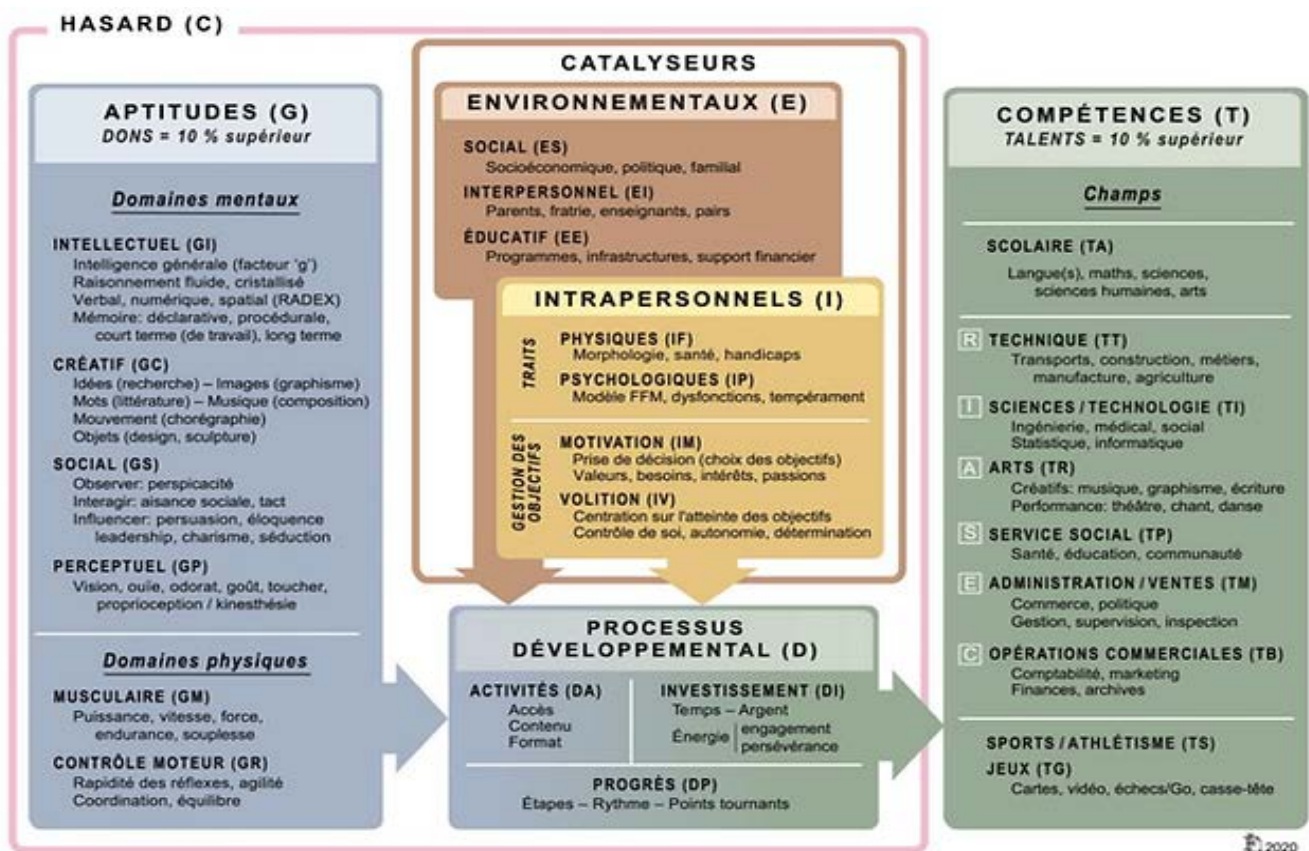 HASARD (C)
APTITUDES (G)
DONS = 10 % supérieur
Domaines mentaux
INTELLECTUEL (GI)
Intelligence générale (facteur 'g')
Raisonnement fluide, cristallisé
Verbal, numérique, spatial (RADEX)
Mémoire: déclarative, procédurale,
court terme (de travail), long terme
CRÉATIF (GC)
Idées (recherche) – Images (graphisme)
Mots (littérature) – Musique (composition)
Mouvement (chorégraphie)
Objets (design, sculpture)
SOCIAL (GS)
Observer: perspicacité
Interagir: aisance sociale, tact
Influencer: persuasion, éloquence
leadership, charisme, séduction
PERCEPTUEL (GP)
Vision, ouïe, odorat, goût, toucher,
proprioception / kinesthésie
Domaines physiques
MUSCULAIRE (GM)
Puissance, vitesse, force,
endurance, souplesse
CONTRÔLE MOTEUR (GR)
Rapidité des réflexes, agilité
Coordination, équilibre
CATALYSEURS
ENVIRONNEMENTAUX (E)
SOCIAL (ES)
Socioéconomique, politique, familial
INTERPERSONNEL (EI)
Parents, fratrie, enseignants, pairs
ÉDUCATIF (EE)
Programmes, infrastructures, support financier
INTRAPERSONNELS (I)
TRAITS
PHYSIQUES (IF)
Morphologie, santé, handicaps
PSYCHOLOGIQUES (IP)
Modèle FFM, dysfonctions, tempérament
GESTION DES
OBJECTIFS
MOTIVATION (IM)
Prise de décision (choix des objectifs)
Valeurs, besoins, intérêts, passions
VOLITION (IV)
Centration sur l'atteinte des objectifs
Contrôle de soi, autonomie, détermination
PROCESSUS
DÉVELOPPEMENTAL (D)
ACTIVITÉS (DA)
Accès
Contenu
Format
INVESTISSEMENT (DI)
Temps – Argent
Énergie engagement
persévérance
PROGRÈS (DP)
Étapes – Rythme – Points tournants
COMPÉTENCES (T)
TALENTS = 10 % supérieur
Champs
SCOLAIRE (TA)
Langue(s), maths, sciences,
sciences humaines, arts
R TECHNIQUE (TT)
Transports, construction, métiers,
manufacture, agriculture
I SCIENCES / TECHNOLOGIE (TI)
Ingénierie, médical, social
Statistique, informatique
A ARTS (TR)
Créatifs: musique, graphisme, écriture
Performance: théâtre, chant, danse
S SERVICE SOCIAL (TP)
Santé, éducation, communauté
E ADMINISTRATION / VENTES (TM)
Commerce, politique
Gestion, supervision, inspection
C OPÉRATIONS COMMERCIALES (TB)
Comptabilité, marketing
Finances, archives
SPORTS / ATHLÉTISME (TS)
JEUX (TG)
Cartes, vidéo, échecs/Go, casse-tête
2020